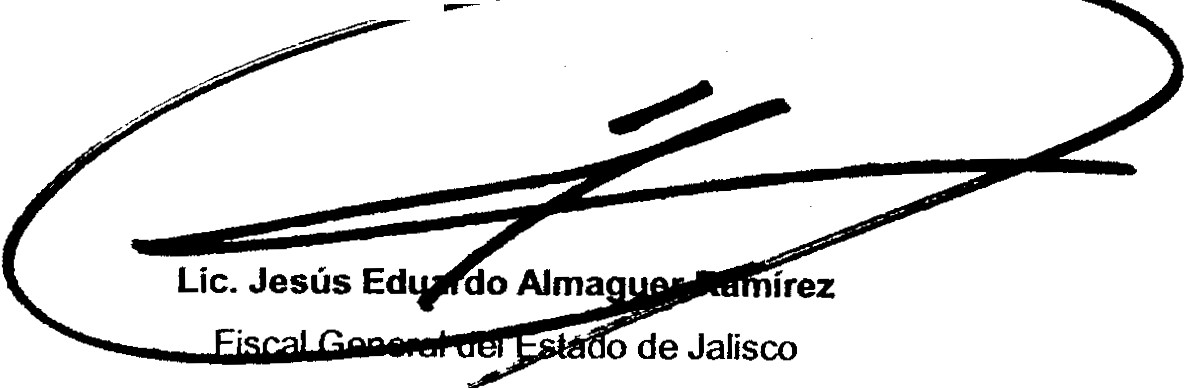 Lic. Jesús Eduardo Almaguer Ramírez
Fiscal General del Estado de Jalisco